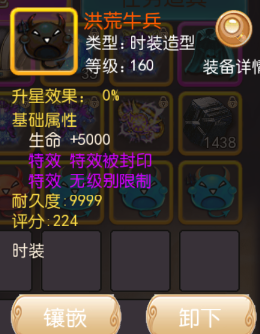 洪荒牛兵
类型:时装造型
等级:160
装备详情
升星效果: 0%
基础属性
生命 +5000
特效 特效被封印
特效 无级别限制
1438
耐久度:9999
评分:224
时装
镶嵌
卸下